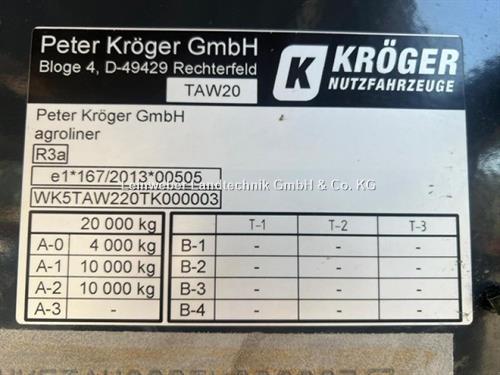 Peter Kröger GmbH
Bloge 4, D-49429 Rechterfeld
TAW20
K KRÖGER
NUTZFAHRZEUGE
Peter Kröger GmbH
agroliner
R3a
e1*167/2013*00505
Leinweber Landtechnik GmbH & Co. KG
WK5TAW220TK000003
20 000 kg T-1 T-2 T-3
A-0 4 000 kg B-1 - - -
A-1 10 000 kg B-2 - - -
A-2 10 000 kg B-3 - - -
A-3 - B-4 - - -